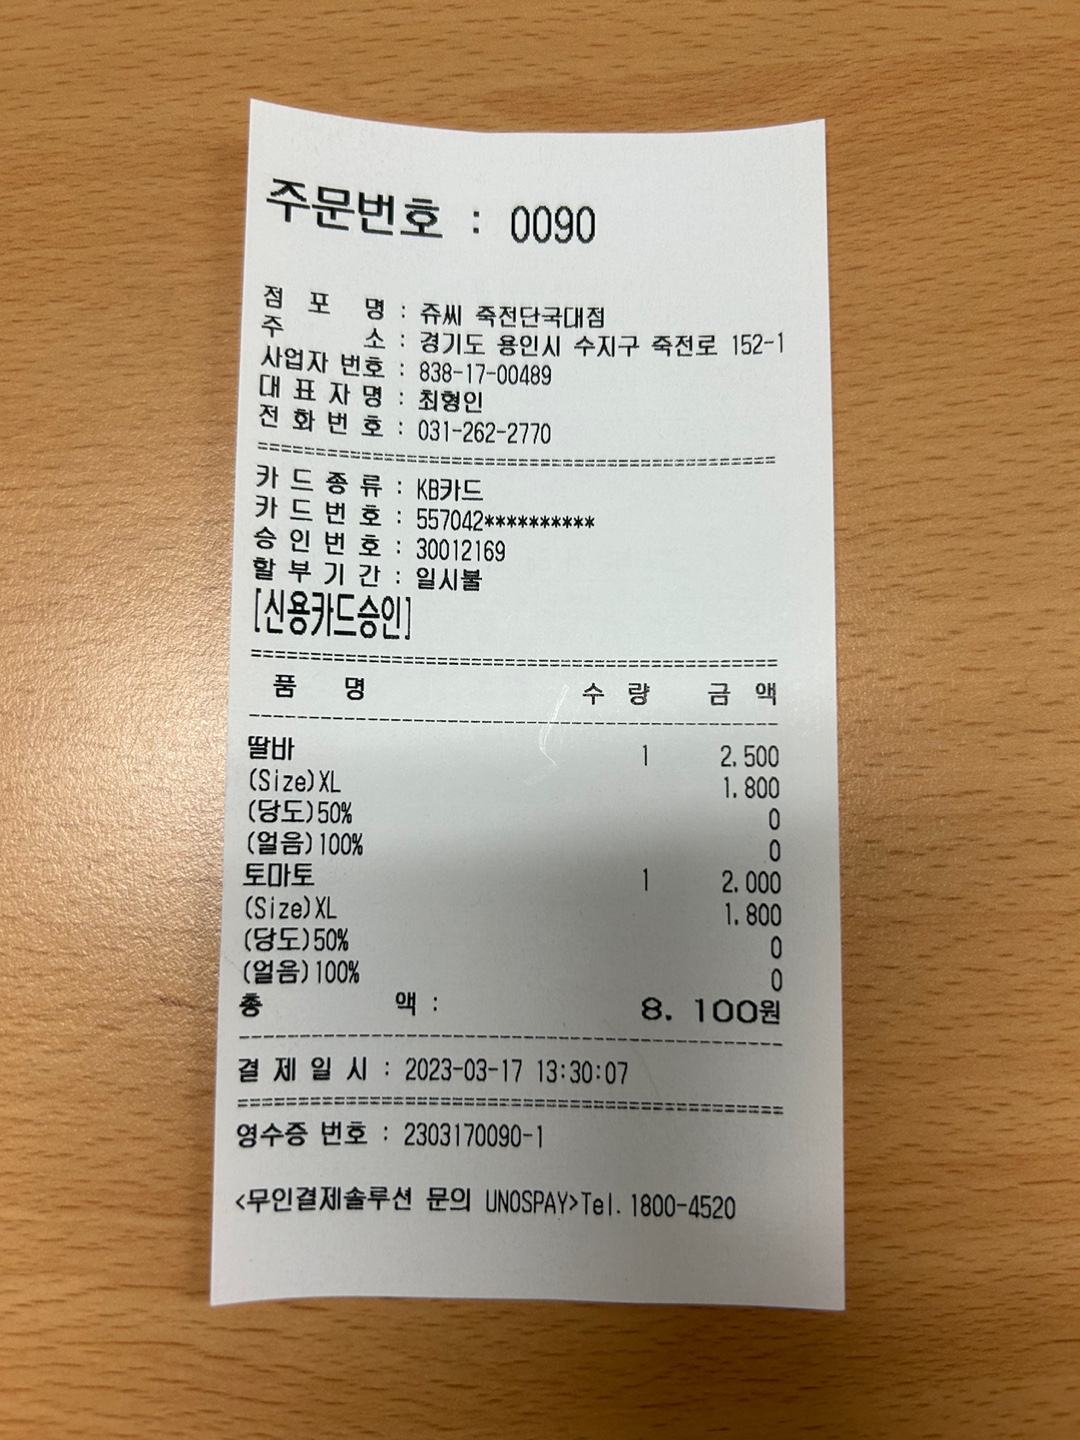 주문번호 : 0090
점 포 명 : 쥬씨 죽전단국대점
주 소 : 경기도 용인시 수지구 죽전로 152-1
사업자 번호 : 838-17-00489
대 표 자 명 : 최형인
전 화 번 호 : 031-262-2770
카 드 종 류 : KB카드
카 드 번 호 : 557042**********
승 인 번 호 : 30012169
할 부 기 간 : 일시불
[신용카드승인]
품 명 수 량 금 액
딸바 1 2.500
(Size)XL 1.800
(당도)50% 0
(얼음)100% 0
토마토 1 2.000
(Size)XL 1.800
(당도)50% 0
(얼음)100% 0
총 액 : 8. 100원
결 제 일 시 : 2023-03-17 13:30:07
영수증 번호 : 2303170090-1
<무인결제솔루션 문의 UNOSPAY>Tel.1800-4520